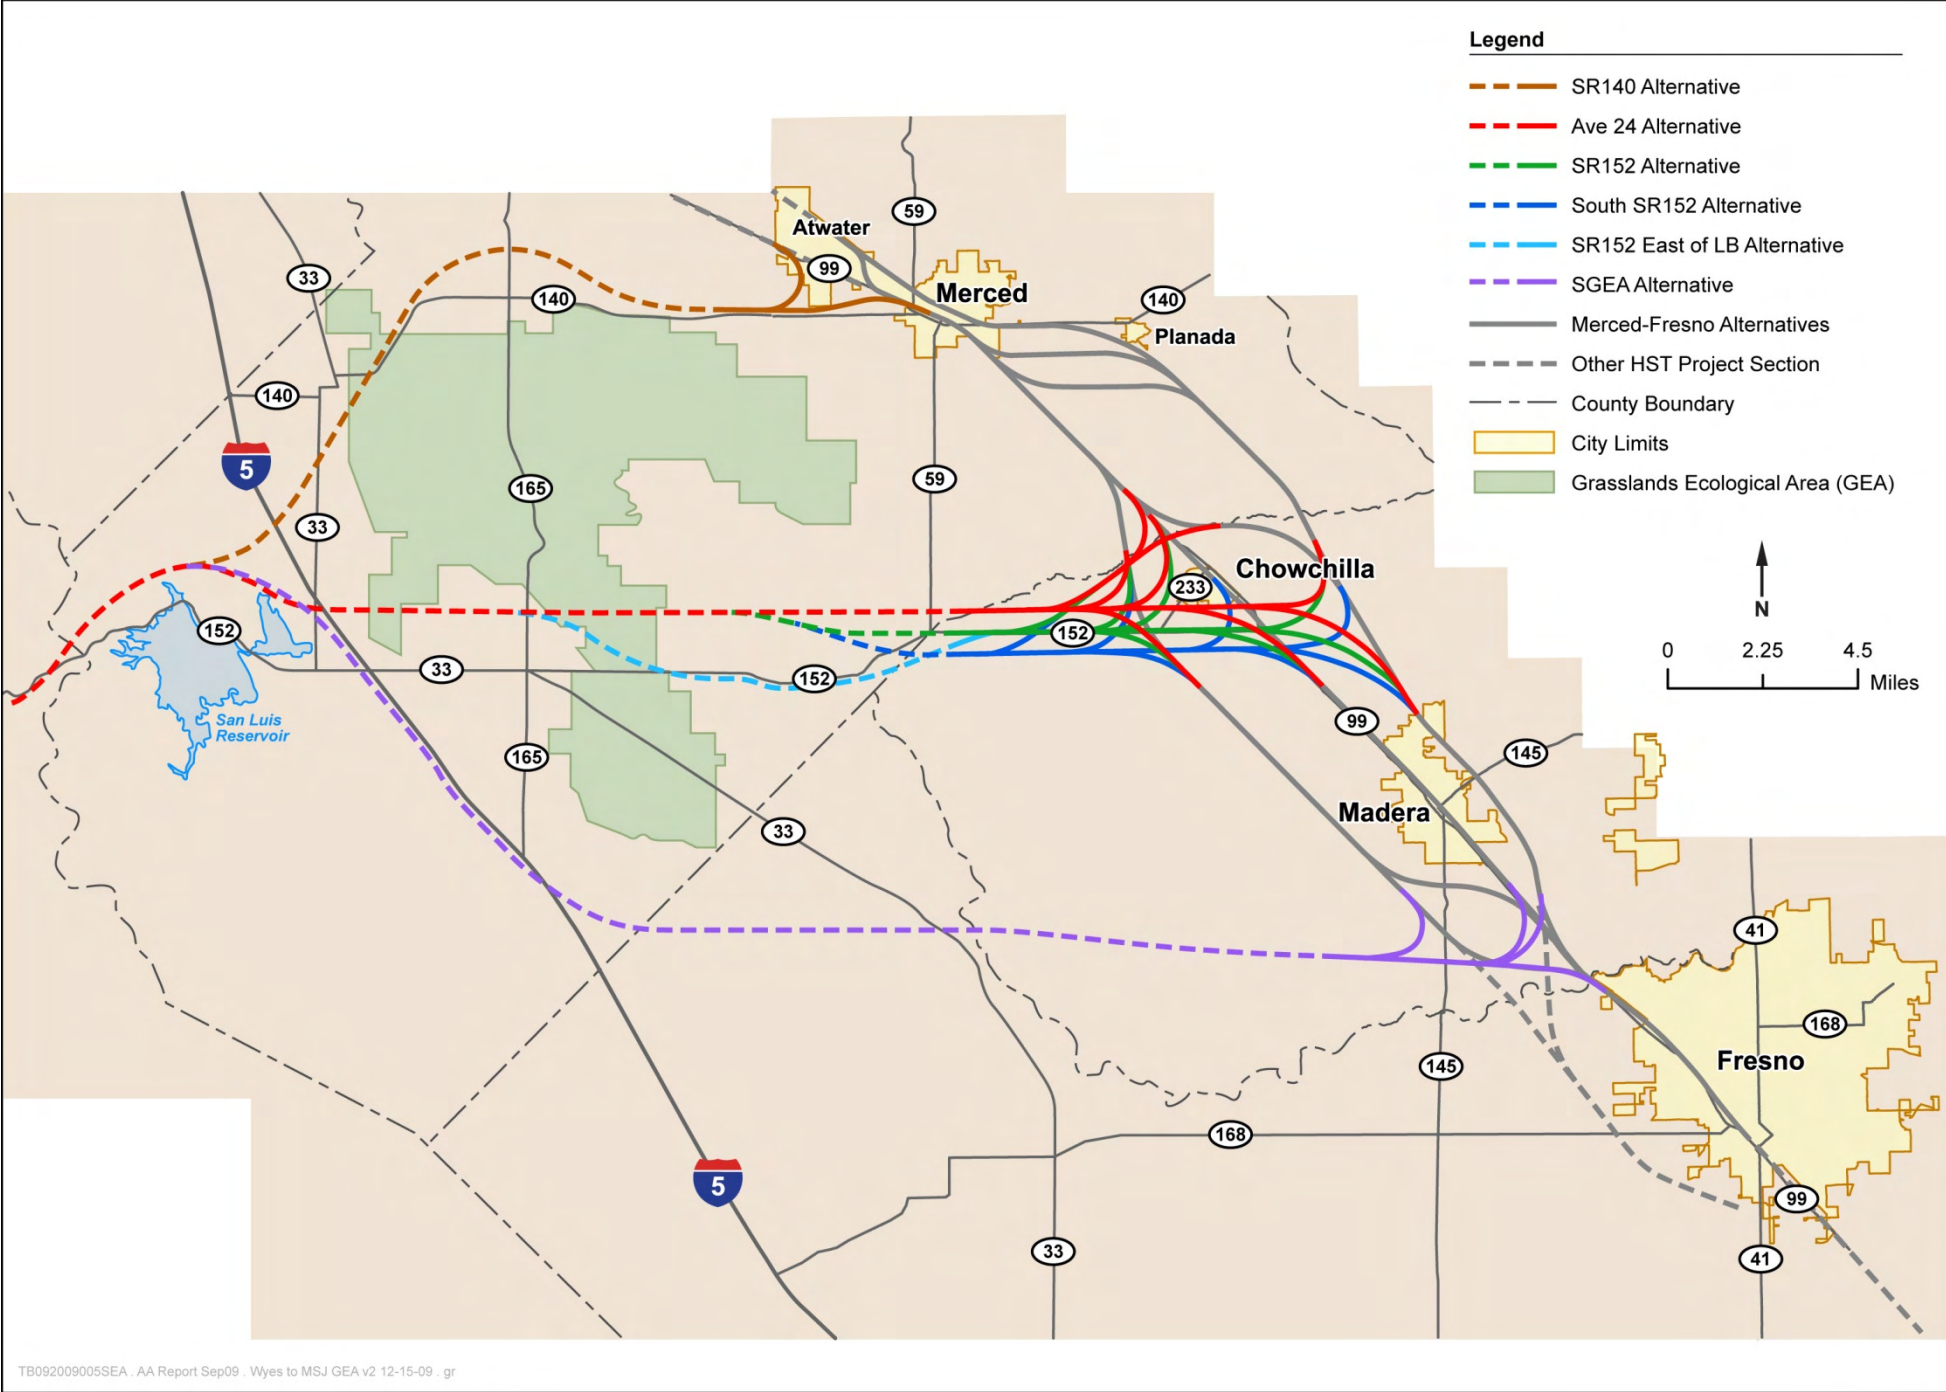 Legend
SR140 Alternative
Ave 24 Alternative
SR152 Alternative
South SR152 Alternative
SR152 East of LB Alternative
SGEA Alternative
Merced-Fresno Alternatives
Other HST Project Section
County Boundary
City Limits
Grasslands Ecological Area (GEA)
N
0 2.25 4.5
Miles
59
Atwater
99
33
140
Merced
140
Planada
140
5
165
59
33
Chowchilla
233
152
152
33
152
San Luis
Reservoir
99
165
145
Madera
33
41
168
Fresno
145
168
5
99
33
41
TB092009005SEA . AA Report Sep09 . Wyes to MSJ GEA v2 12-15-09 . gr